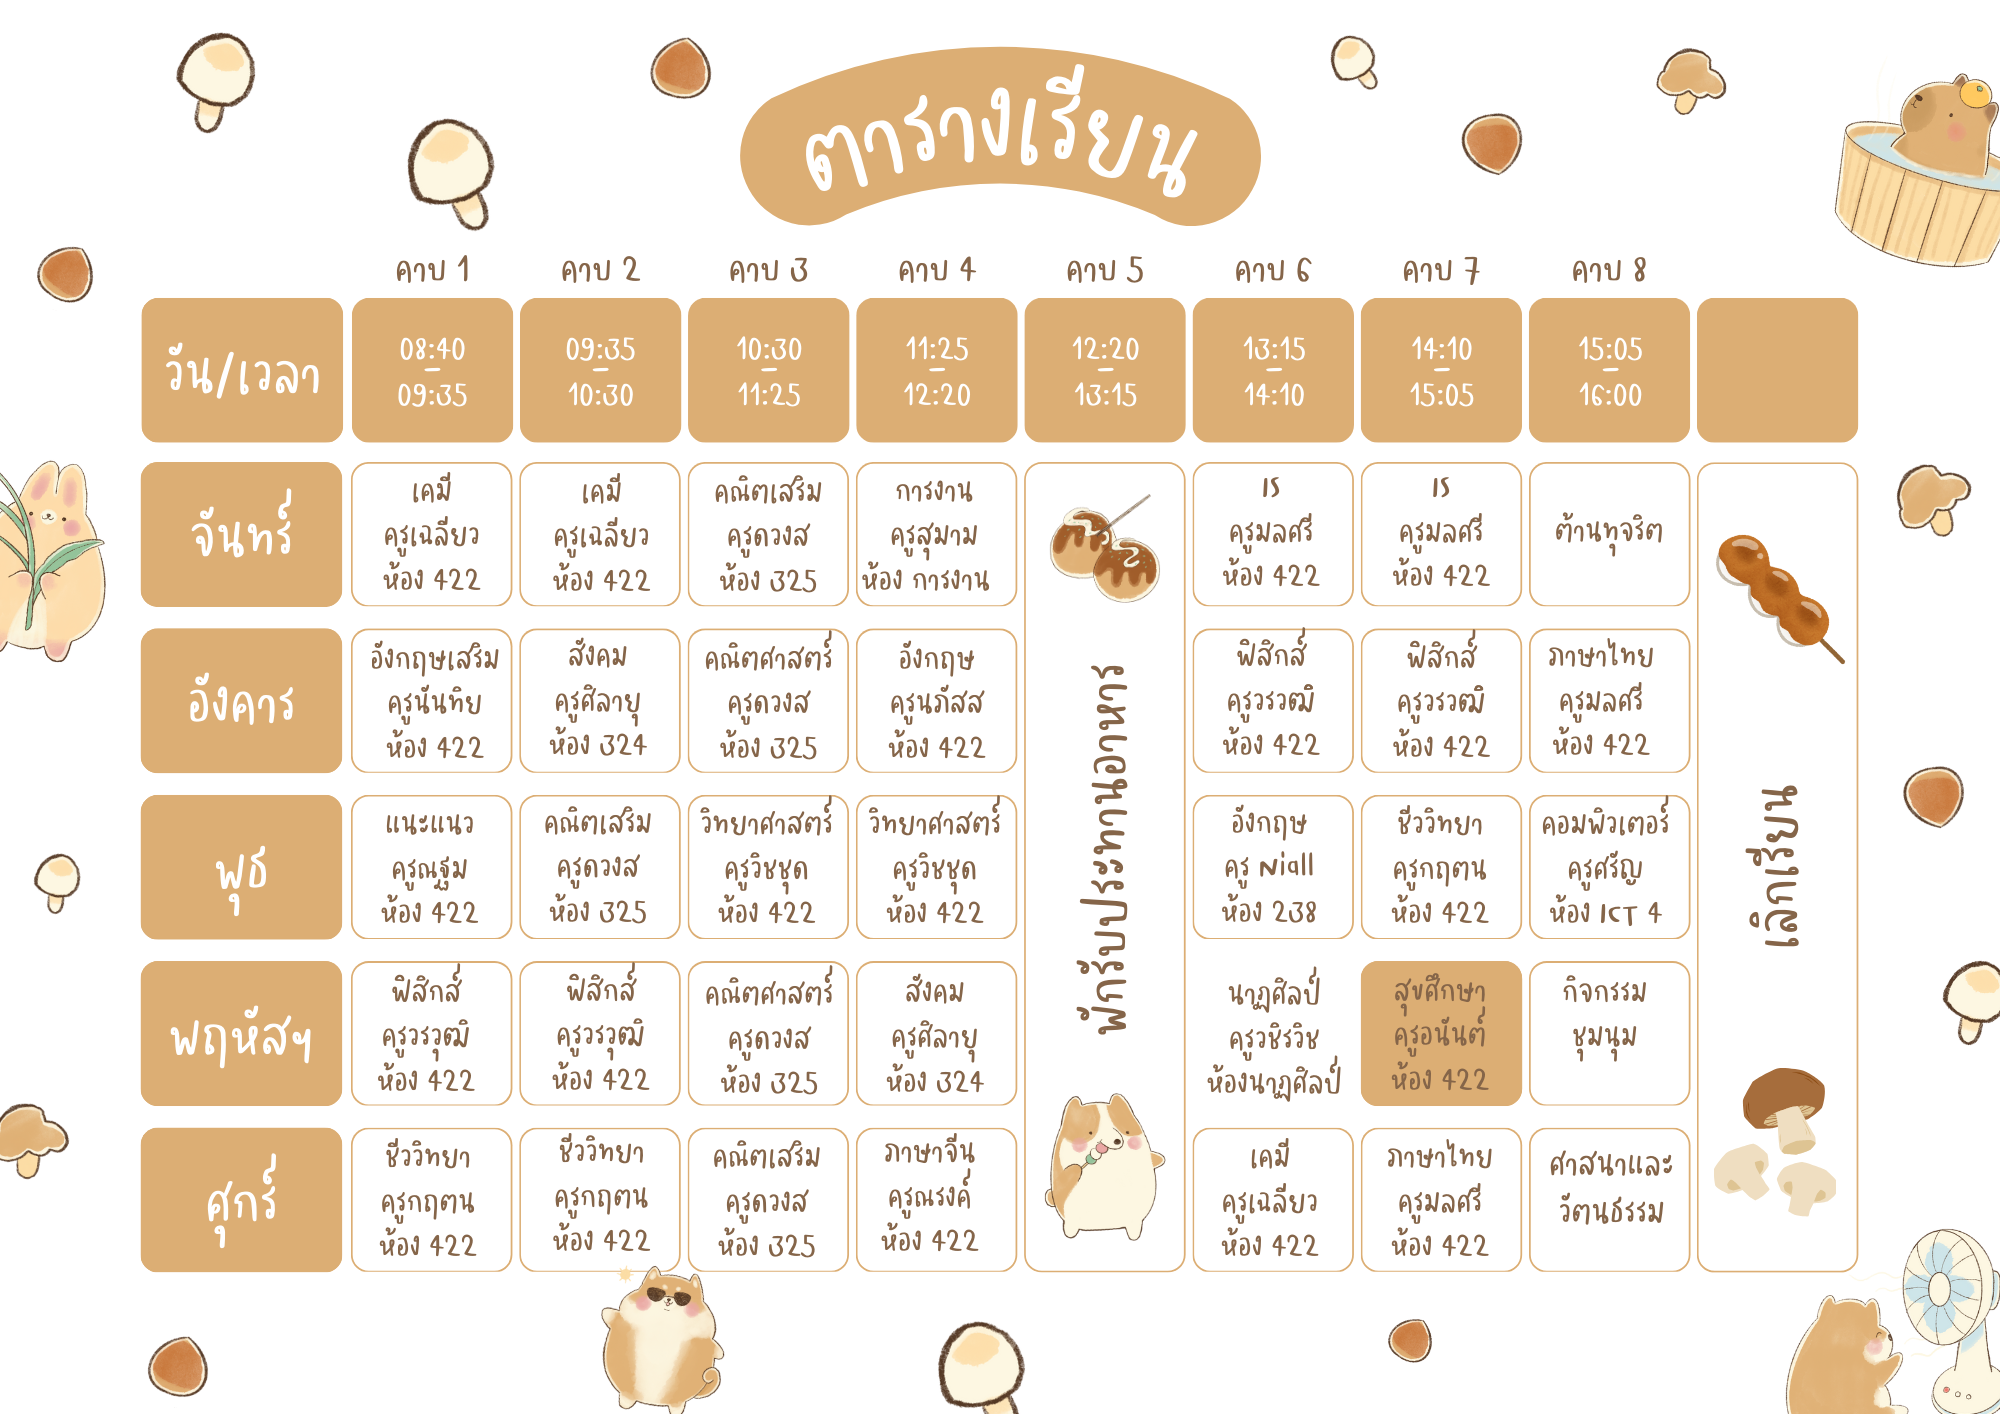 ตารางเรียน
คาบ 1 คาบ 2 คาบ 3 คาบ 4 คาบ 5 คาบ 6 คาบ 7 คาบ 8
วัน/เวลา
08:40
–
09:35
09:35
–
10:30
10:30
–
11:25
11:25
–
12:20
12:20
–
13:15
13:15
–
14:10
14:10
–
15:05
15:05
–
16:00
จันทร์
เคมี
ครูเฉลียว
ห้อง 422
เคมี
ครูเฉลียว
ห้อง 422
คณิตเสริม
ครูดวงส
ห้อง 325
การงาน
ครูสุมาม
ห้อง การงาน
IS
ครูมลศรี
ห้อง 422
IS
ครูมลศรี
ห้อง 422
ต้านทุจริต
อังคาร
อังกฤษเสริม
ครูนันทิย
ห้อง 422
สังคม
ครูศิลายุ
ห้อง 324
คณิตศาสตร์
ครูดวงส
ห้อง 325
อังกฤษ
ครูนภัสส
ห้อง 422
ฟิสิกส์
ครูวรวุฒิ
ห้อง 422
ฟิสิกส์
ครูวรวุฒิ
ห้อง 422
ภาษาไทย
ครูมลศรี
ห้อง 422
พุธ
แนะแนว
ครูณฐม
ห้อง 422
คณิตเสริม
ครูดวงส
ห้อง 325
วิทยาศาสตร์
ครูวิชชุด
ห้อง 422
วิทยาศาสตร์
ครูวิชชุด
ห้อง 422
อังกฤษ
ครู Niall
ห้อง 238
ชีววิทยา
ครูกฤตน
ห้อง 422
คอมพิวเตอร์
ครูศรัญ
ห้อง ICT 4
พฤหัสฯ
ฟิสิกส์
ครูวรวุฒิ
ห้อง 422
ฟิสิกส์
ครูวรวุฒิ
ห้อง 422
คณิตศาสตร์
ครูดวงส
ห้อง 325
สังคม
ครูศิลายุ
ห้อง 324
นาฏศิลป์
ครูวชิรวิช
ห้องนาฏศิลป์
สุขศึกษา
ครูอนันต์
ห้อง 422
กิจกรรม
ชุมนุม
ศุกร์
ชีววิทยา
ครูกฤตน
ห้อง 422
ชีววิทยา
ครูกฤตน
ห้อง 422
คณิตเสริม
ครูดวงส
ห้อง 325
ภาษาจีน
ครูณรงค์
ห้อง 422
เคมี
ครูเฉลียว
ห้อง 422
ภาษาไทย
ครูมลศรี
ห้อง 422
ศาสนาและ
วัฒนธรรม
พักรับประทานอาหาร
เลิกเรียน